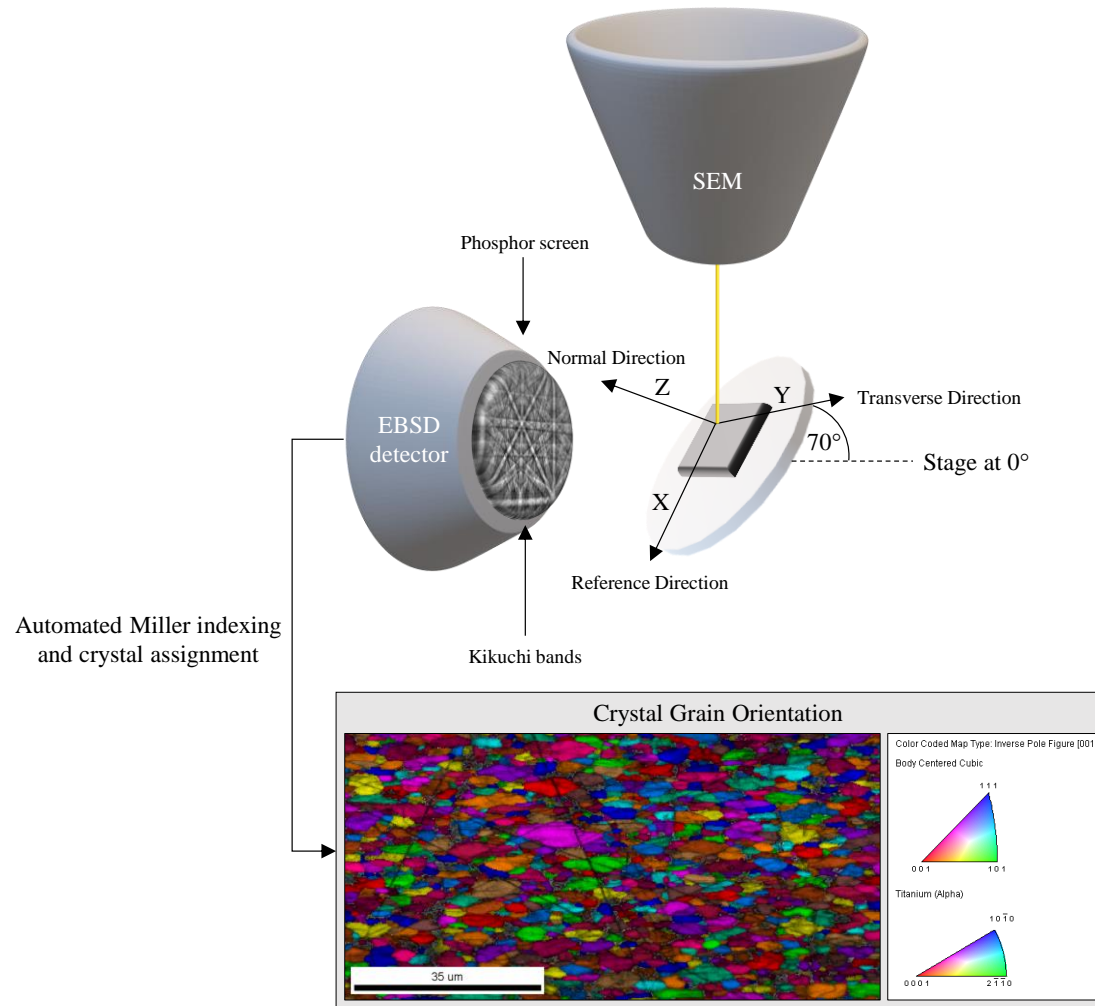 SEM
Phosphor screen
Normal Direction
Z
Y
Transverse Direction
EBSD
detector
70°
Stage at 0°
X
Reference Direction
Automated Miller indexing
and crystal assignment
Kikuchi bands
Crystal Grain Orientation
Color Coded Map Type: Inverse Pole Figure [001
Body Centered Cubic
1 1 1
0 0 1
1 0 1
Titanium (Alpha)
1 0 1̅ 0
0 0 0 1
2 1̅ 1̅ 0
35 um